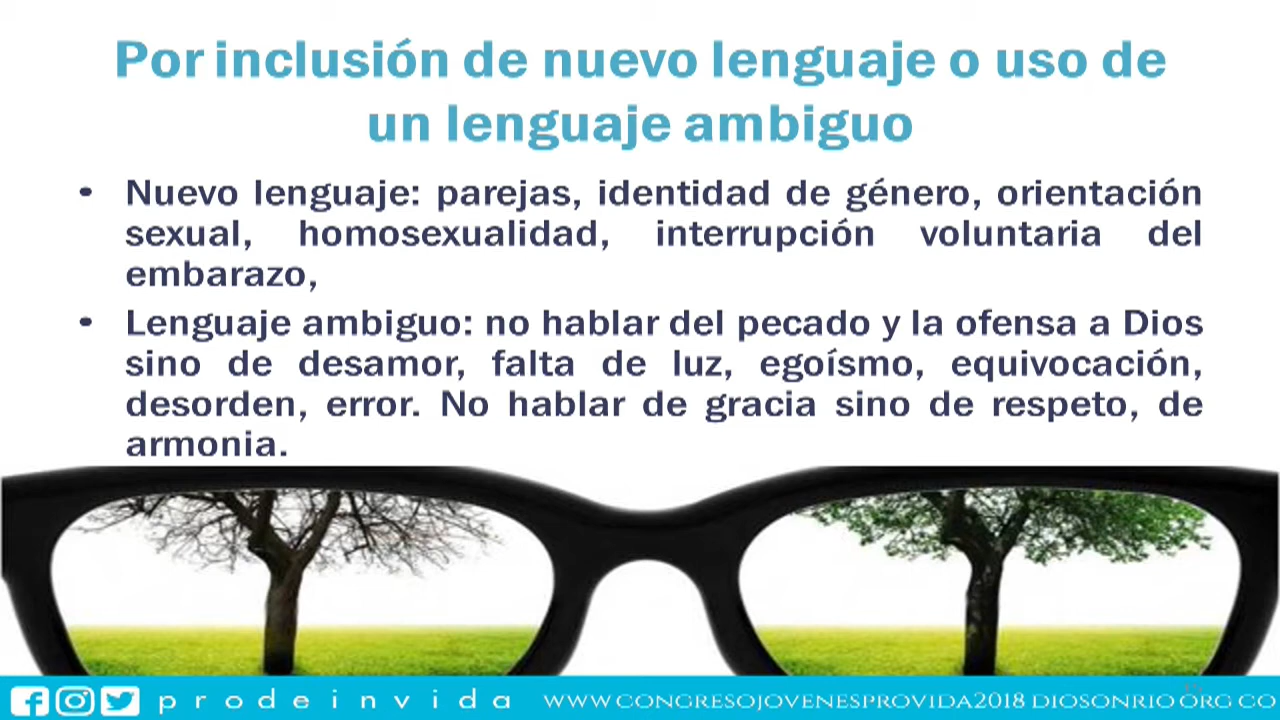 Por inclusión de nuevo lenguaje o uso de
un lenguaje ambiguo
• Nuevo lenguaje: parejas, identidad de género, orientación
sexual, homosexualidad, interrupción voluntaria del
embarazo,
• Lenguaje ambiguo: no hablar del pecado y la ofensa a Dios
sino de desamor, falta de luz, egoísmo, equivocación,
desorden, error. No hablar de gracia sino de respeto, de
armonia.
prodeinvida WWW.CONGRESOJOVENESPROVIDA2018 DIOSONRIO ORG CO